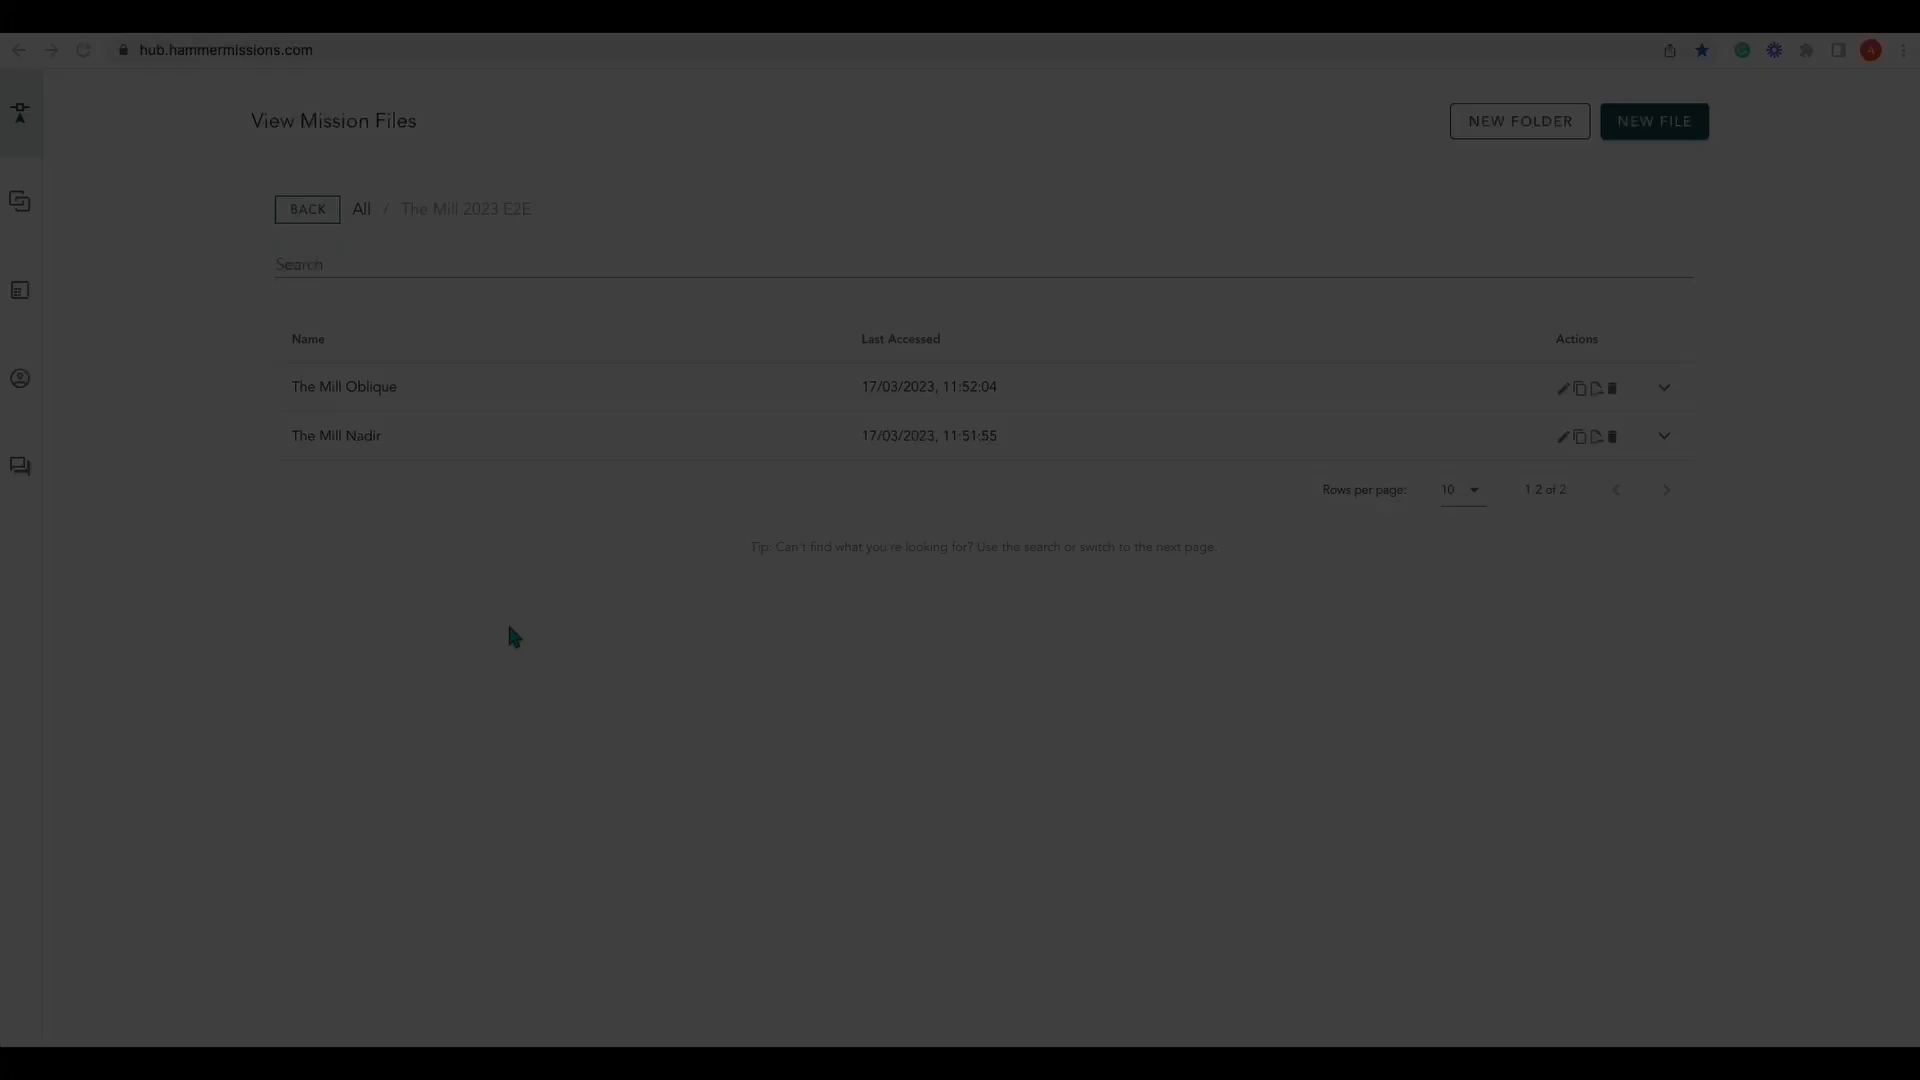 hub.hammermissions.com
A
View Mission Files
NEW FOLDER
NEW FILE
BACK All / The Mill 2023 E2E
Search
Name Last Accessed Actions
The Mill Oblique 17/03/2023, 11:52:04
The Mill Nadir 17/03/2023, 11:51:55
Rows per page: 10 1-2 of 2
Tip: Can't find what you're looking for? Use the search or switch to the next page.